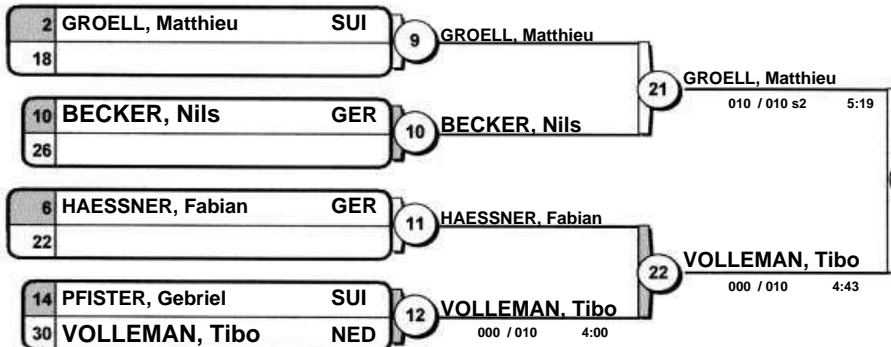 2 GROELL, Matthieu SUI
18
9 GROELL, Matthieu
21 GROELL, Matthieu
010 / 010 s2 5:19
10 BECKER, Nils GER
26
10 BECKER, Nils
6 HAESSNER, Fabian GER
22
11 HAESSNER, Fabian
22 VOLLEMAN, Tibo
000 / 010 4:43
14 PFISTER, Gebriel SUI
30 VOLLEMAN, Tibo NED
12 VOLLEMAN, Tibo
000 / 010 4:00